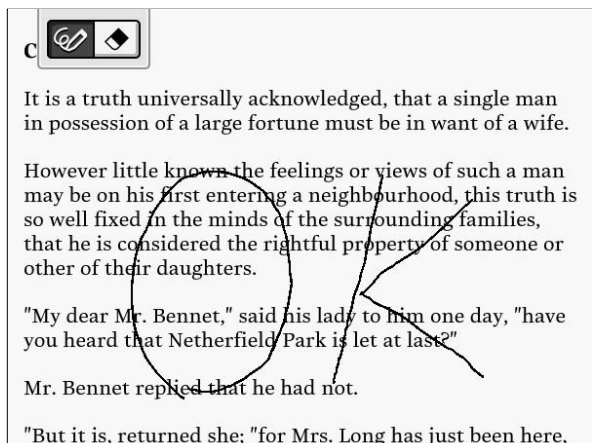 C
It is a truth universally acknowledged, that a single man
in possession of a large fortune must be in want of a wife.
However little known the feelings or views of such a man
may be on his first entering a neighbourhood, this truth is
so well fixed in the minds of the surrounding families,
that he is considered the rightful property of someone or
other of their daughters.
OK
"My dear Mr. Bennet," said his lady to him one day, "have
you heard that Netherfield Park is let at last?"
Mr. Bennet replied that he had not.
"But it is, returned she; "for Mrs. Long has just been here,